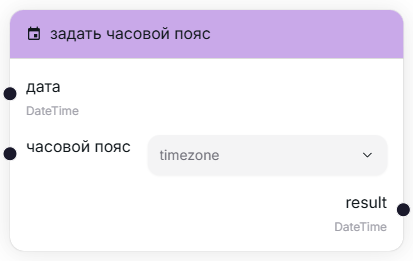 задать часовой пояс
дата
DateTime
часовой пояс
timezone
result
DateTime